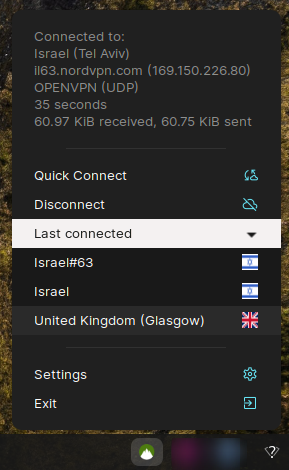 Connected to:
Israel (Tel Aviv)
il63.nordvpn.com (169.150.226.80)
OPENVPN (UDP)
35 seconds
60.97 KiB received, 60.75 KiB sent
Quick Connect
Disconnect
Last connected
Israel#63
Israel
United Kingdom (Glasgow)
Settings
Exit